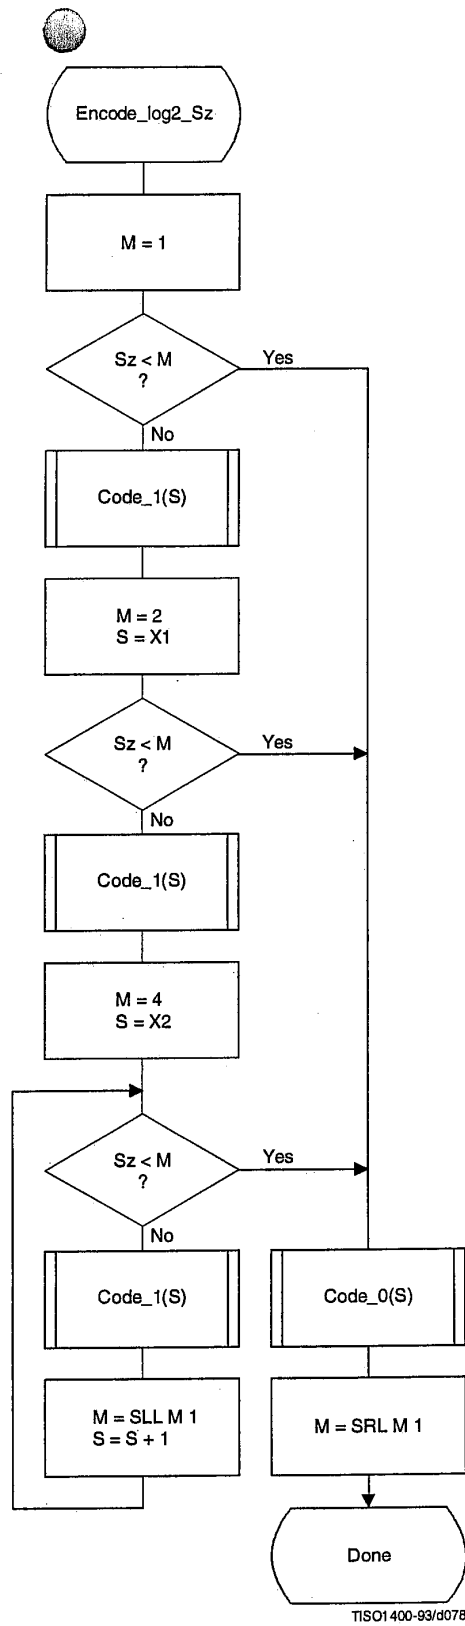 Encode_log2_Sz
M = 1
Sz < M
?
Yes
No
Code_1(S)
M = 2
S = X1
Sz < M
?
Yes
No
Code_1(S)
M = 4
S = X2
Sz < M
?
Yes
No
Code_1(S)
Code_0(S)
M = SLL M 1
S = S + 1
M = SRL M 1
Done
TISO1400-93/d078